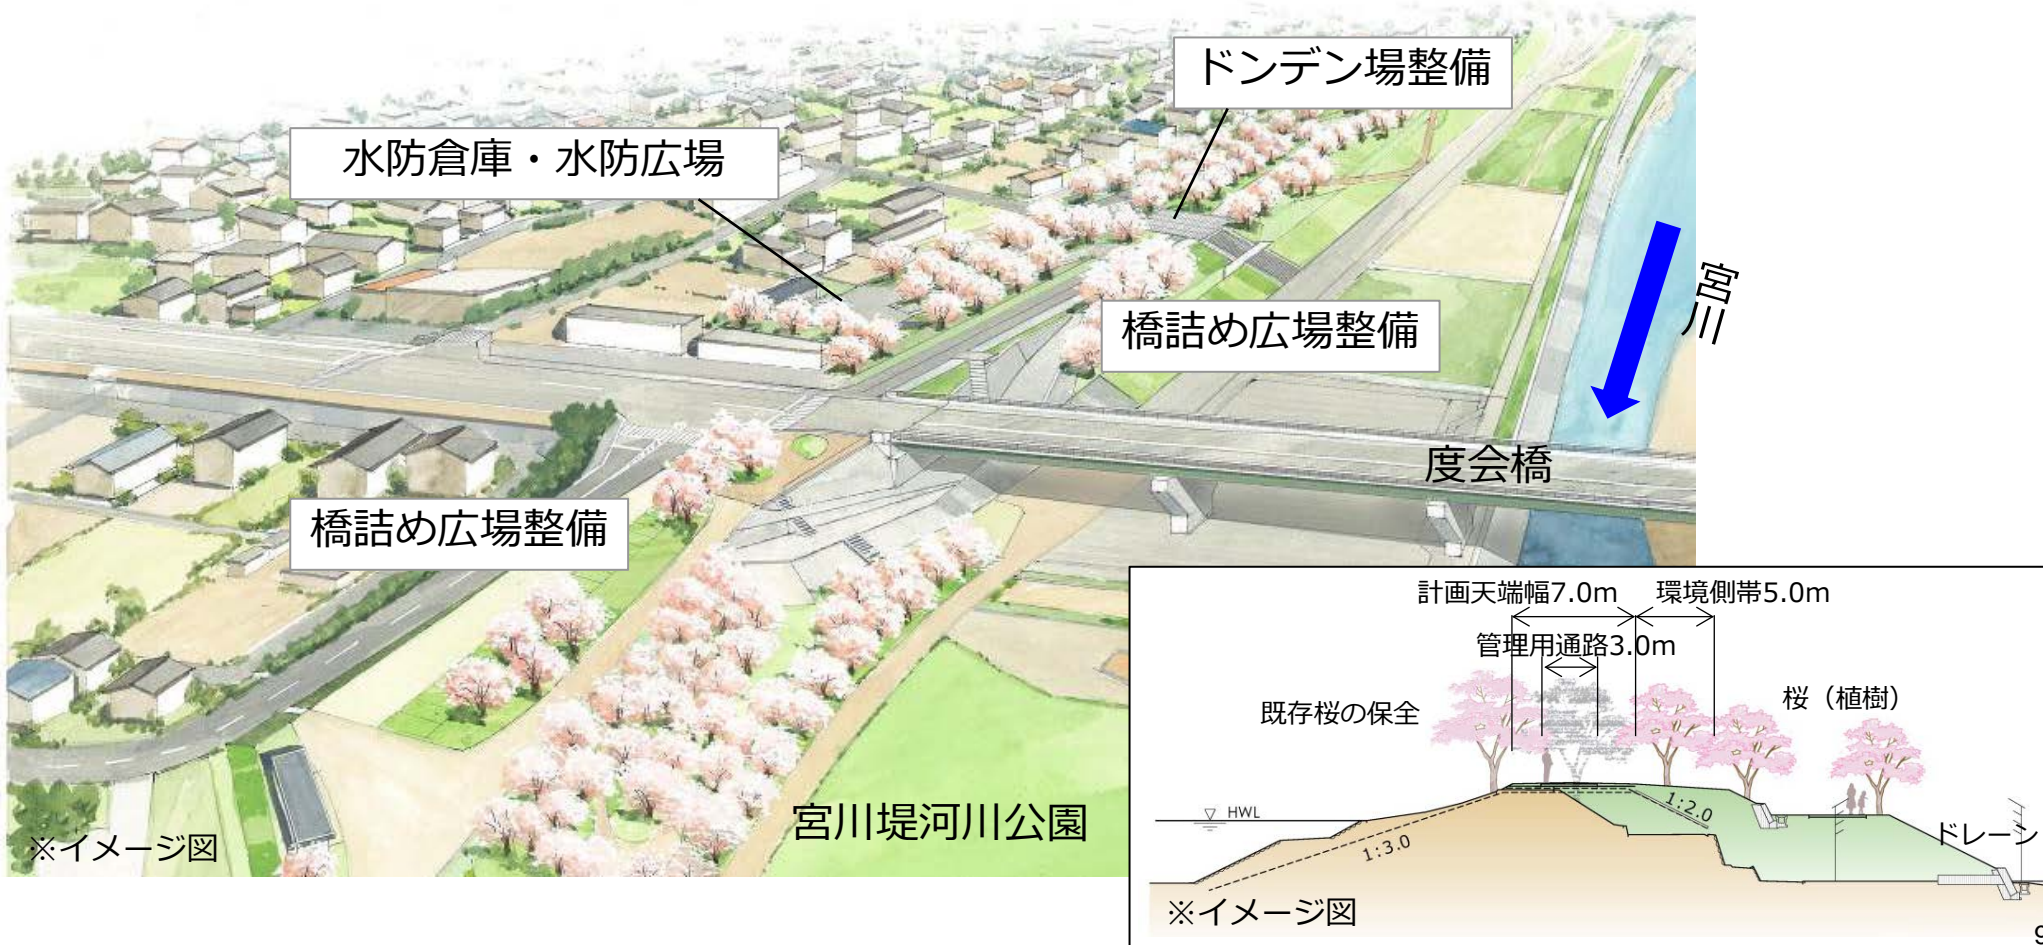 ドンデン場整備
水防倉庫・水防広場
宮川
橋詰め広場整備
度会橋
橋詰め広場整備
宮川堤河川公園
※イメージ図
計画天端幅7.0m
環境側帯5.0m
管理用通路3.0m
既存桜の保全
桜（植樹）
HWL
1:3.0
1:2.0
ドレーン
※イメージ図